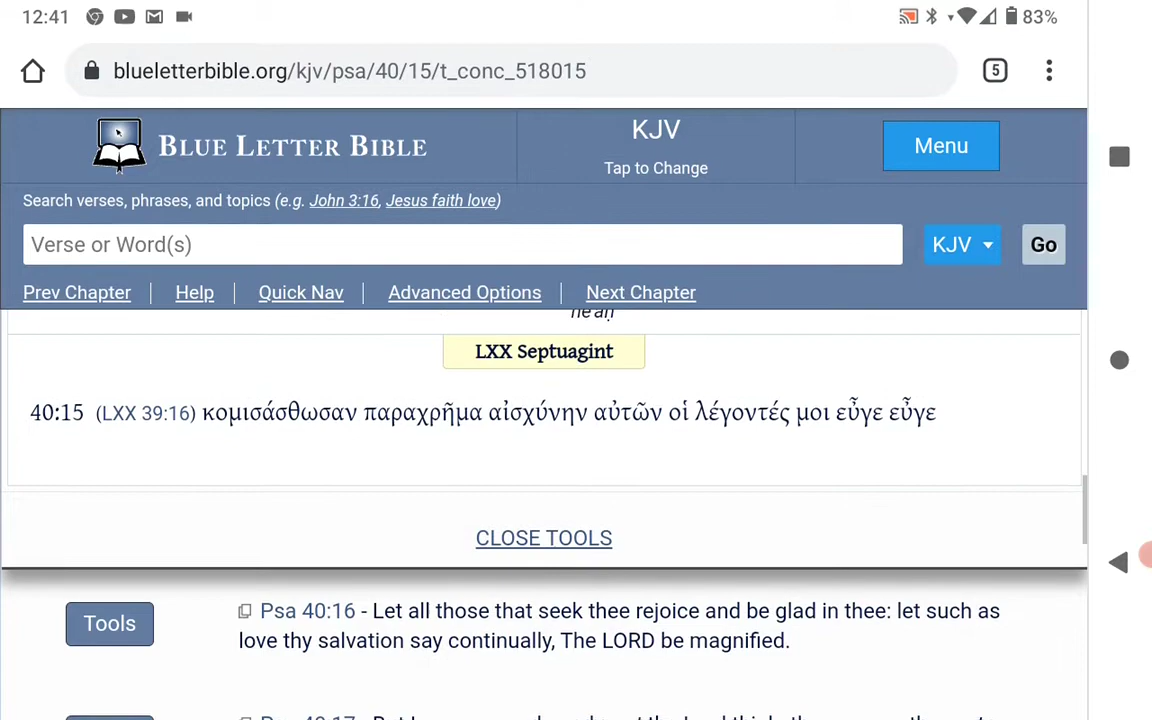 12:41
83%
blueletterbible.org/kjv/psa/40/15/t_conc_518015
5
BLUE LETTER BIBLE
KJV
Tap to Change
Menu
Search verses, phrases, and topics (e.g. John 3:16, Jesus faith love)
Verse or Word(s)
KJV
Go
Prev Chapter | Help | Quick Nav | Advanced Options | Next Chapter
LXX Septuagint
40:15 (LXX 39:16) κομισάσθωσαν παραχρῆμα αἰσχύνην αὐτῶν οἱ λέγοντές μοι εὖγε εὖγε
CLOSE TOOLS
Tools
Psa 40:16 - Let all those that seek thee rejoice and be glad in thee: let such as
love thy salvation say continually, The LORD be magnified.